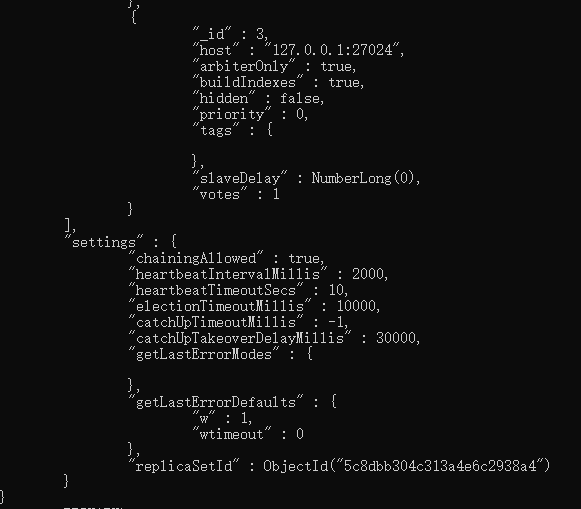 },
{
"_id" : 3,
"host" : "127.0.0.1:27024",
"arbiterOnly" : true,
"buildIndexes" : true,
"hidden" : false,
"priority" : 0,
"tags" : {
},
"slaveDelay" : NumberLong(0),
"votes" : 1
}
],
"settings" : {
"chainingAllowed" : true,
"heartbeatIntervalMillis" : 2000,
"heartbeatTimeoutSecs" : 10,
"electionTimeoutMillis" : 10000,
"catchUpTimeoutMillis" : -1,
"catchUpTakeoverDelayMillis" : 30000,
"getLastErrorModes" : {
},
"getLastErrorDefaults" : {
"w" : 1,
"wtimeout" : 0
},
"replicaSetId" : ObjectId("5c8dbb304c313a4e6c2938a4")
}
}